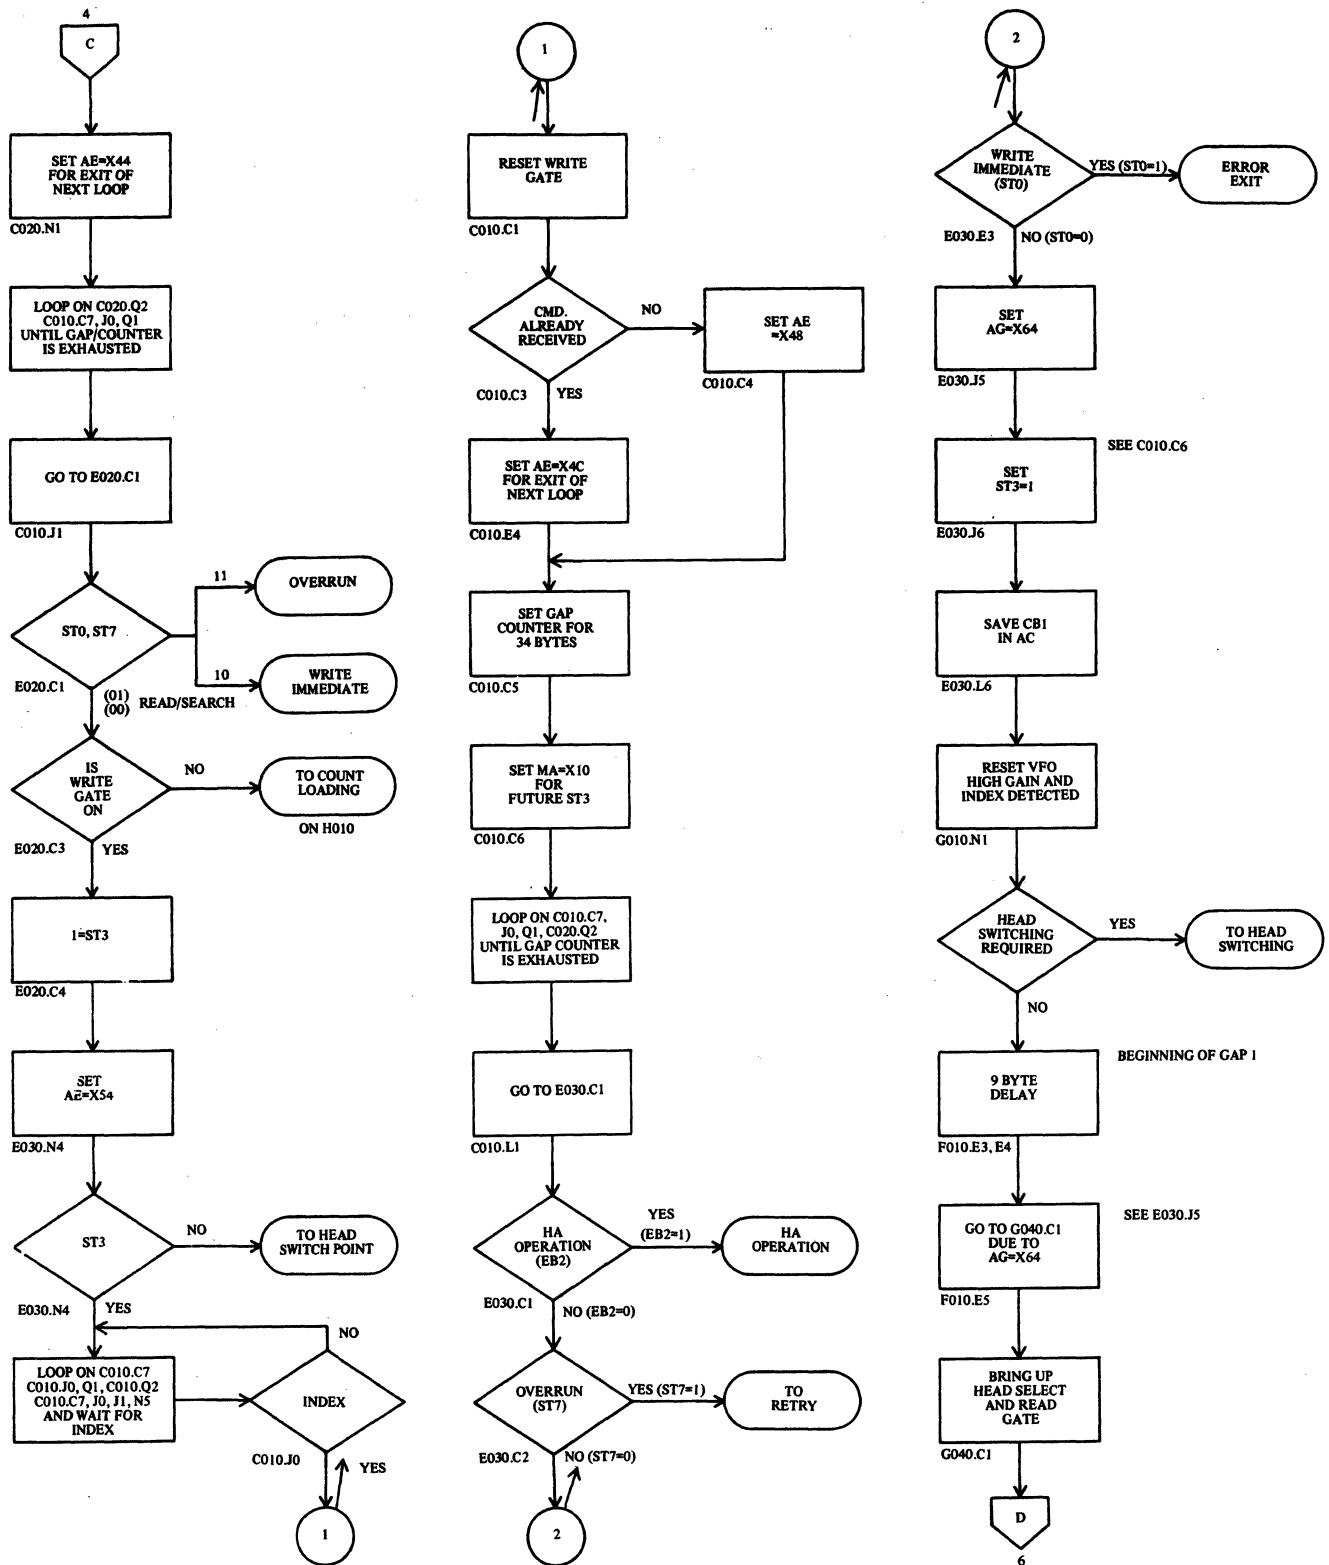 4
C
SET AE=X44
FOR EXIT OF
NEXT LOOP
C020.N1
LOOP ON C020.Q2
C010.C7, J0, Q1
UNTIL GAP/COUNTER
IS EXHAUSTED
GO TO E020.C1
C010.J1
ST0, ST7
11
OVERRUN
10
WRITE
IMMEDIATE
E020.C1
(01)
(00)
READ/SEARCH
IS
WRITE
GATE
ON
NO
TO COUNT
LOADING
ON H010
E020.C3
YES
1=ST3
E020.C4
SET
AE=X54
E030.N4
ST3
NO
TO HEAD
SWITCH POINT
E030.N4
YES
NO
LOOP ON C010.C7
C010.J0, Q1, C010.Q2
C010.C7, J0, J1, N5
AND WAIT FOR
INDEX
INDEX
C010.J0
YES
1
1
RESET WRITE
GATE
C010.C1
CMD.
ALREADY
RECEIVED
NO
SET AE
=X48
C010.C4
C010.C3
YES
SET AE=X4C
FOR EXIT OF
NEXT LOOP
C010.E4
SET GAP
COUNTER FOR
34 BYTES
C010.C5
SET MA=X10
FOR
FUTURE ST3
C010.C6
LOOP ON C010.C7,
J0, Q1, C020.Q2
UNTIL GAP COUNTER
IS EXHAUSTED
GO TO E030.C1
C010.L1
HA
OPERATION
(EB2)
YES
(EB2=1)
HA
OPERATION
E030.C1
NO (EB2=0)
OVERRUN
(ST7)
YES (ST7=1)
TO
RETRY
E030.C2
NO (ST7=0)
2
2
WRITE
IMMEDIATE
(ST0)
YES (ST0=1)
ERROR
EXIT
E030.E3
NO (ST0=0)
SET
AG=X64
E030.J5
SEE C010.C6
SET
ST3=1
E030.J6
SAVE CB1
IN AC
E030.L6
RESET VFO
HIGH GAIN AND
INDEX DETECTED
G010.N1
HEAD
SWITCHING
REQUIRED
YES
TO HEAD
SWITCHING
NO
BEGINNING OF GAP 1
9 BYTE
DELAY
F010.E3, E4
SEE E030.J5
GO TO G040.C1
DUE TO
AG=X64
F010.E5
BRING UP
HEAD SELECT
AND READ
GATE
G040.C1
D
6